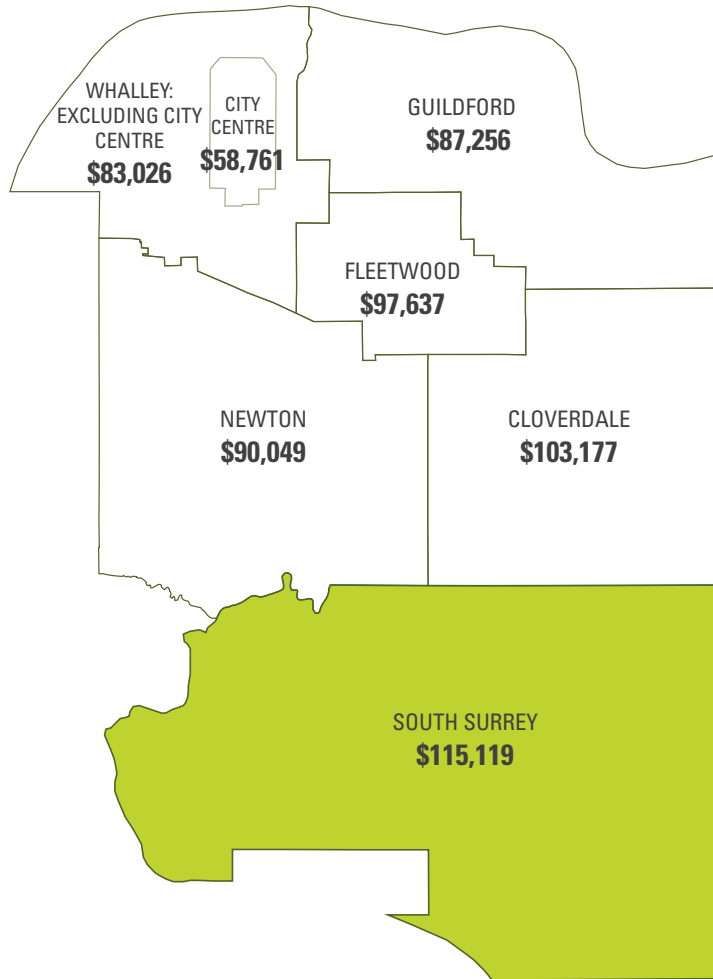 WHALLEY:
EXCLUDING CITY
CENTRE
$83,026
CITY
CENTRE
$58,761
GUILDFORD
$87,256
FLEETWOOD
$97,637
NEWTON
$90,049
CLOVERDALE
$103,177
SOUTH SURREY
$115,119